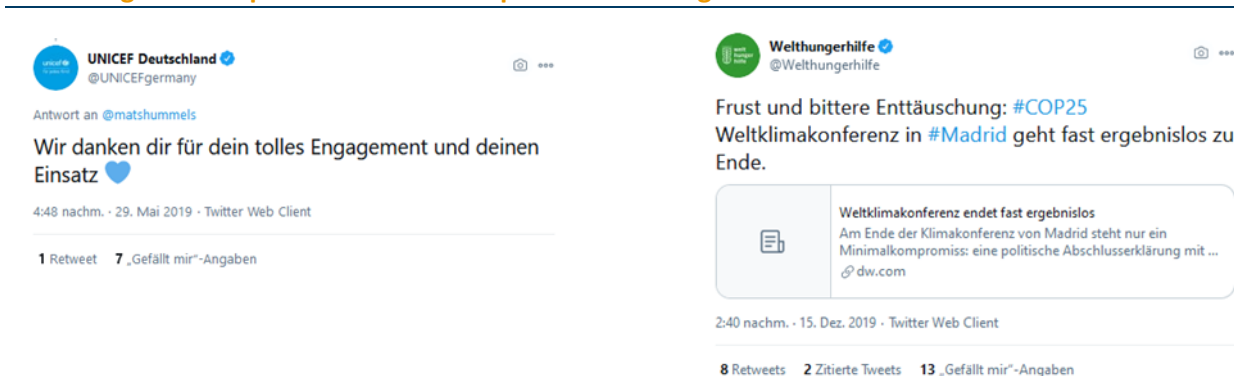 UNICEF Deutschland
@UNICEFgermany
Antwort an @matshummels
Wir danken dir für dein tolles Engagement und deinen
Einsatz 💙
4:48 nachm. · 29. Mai 2019 · Twitter Web Client
1 Retweet 7 „Gefällt mir“-Angaben
Welthungerhilfe
@Welthungerhilfe
Frust und bittere Enttäuschung: #COP25
Weltklimakonferenz in #Madrid geht fast ergebnislos zu
Ende.
Weltklimakonferenz endet fast ergebnislos
Am Ende der Klimakonferenz von Madrid steht nur ein
Minimalkompromiss: eine politische Abschlusserklärung mit ...
dw.com
2:40 nachm. · 15. Dez. 2019 · Twitter Web Client
8 Retweets 2 Zitierte Tweets 13 „Gefällt mir“-Angaben